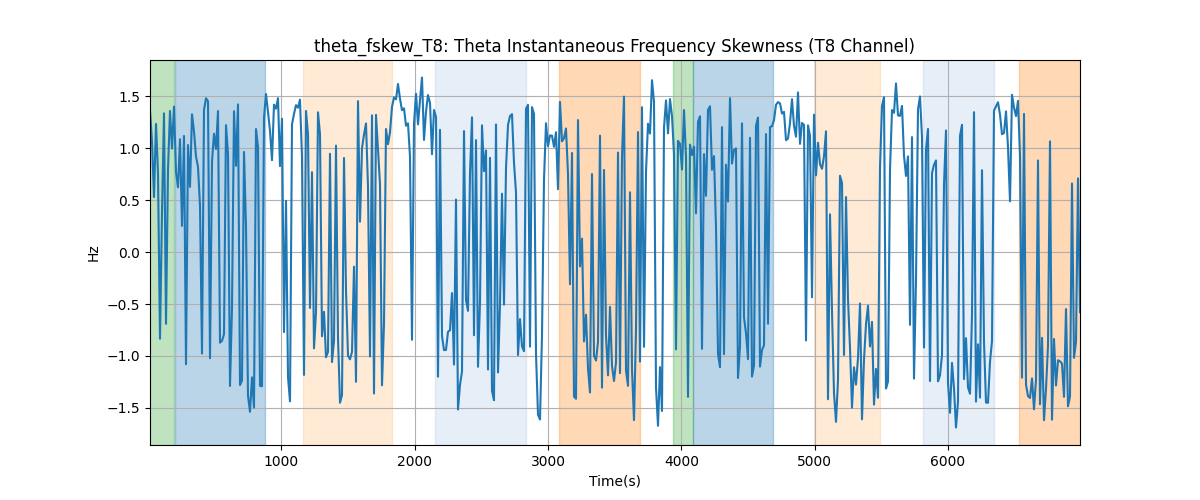 theta_fskew_T8: Theta Instantaneous Frequency Skewness (T8 Channel)
1.5
1.0
0.5
0.0
−0.5
−1.0
−1.5
Hz
1000 2000 3000 4000 5000 6000
Time(s)